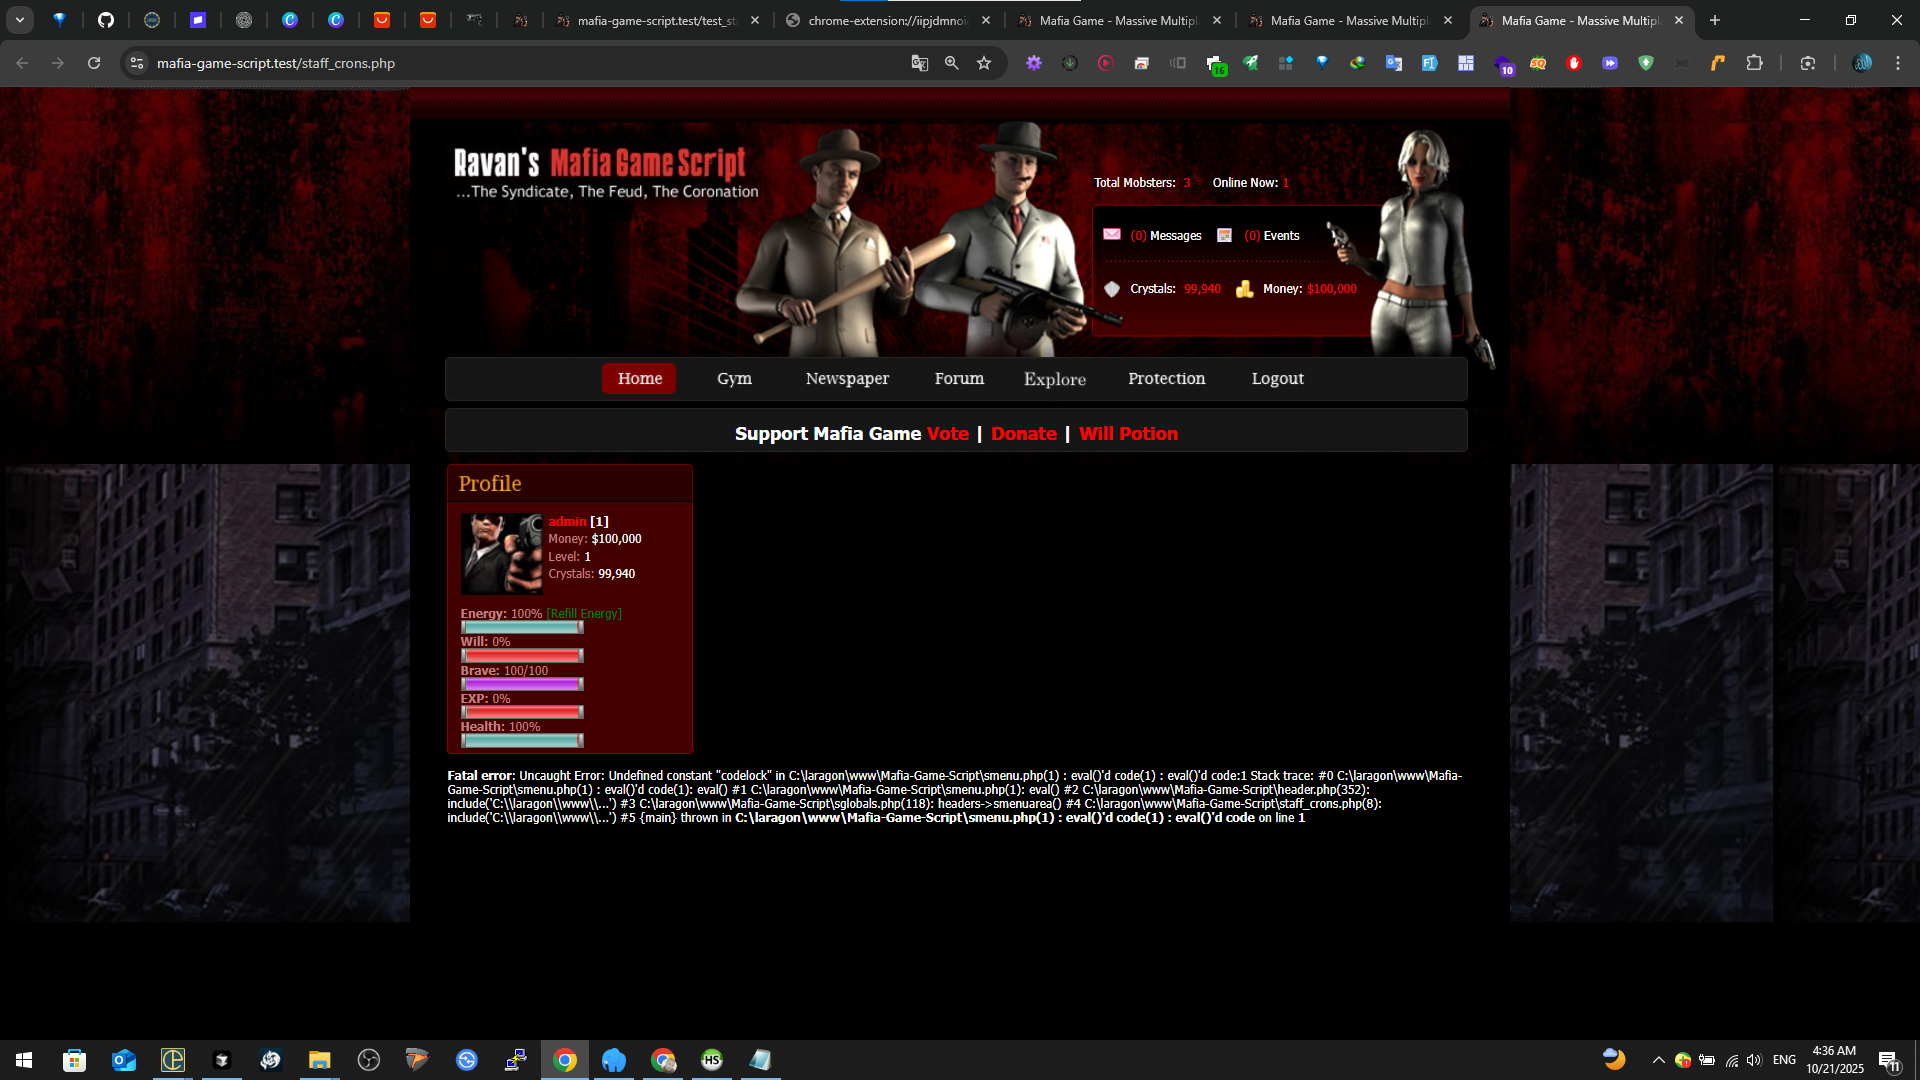 mafia-game-script.test/test_st
chrome-extension://iipjdmnoi
Mafia Game - Massive Multipl
Mafia Game - Massive Multipl
Mafia Game - Massive Multipl
mafia-game-script.test/staff_crons.php
16
10
Ravan's Mafia Game Script
...The Syndicate, The Feud, The Coronation
Total Mobsters: 3 Online Now: 1
(0) Messages (0) Events
Crystals: 99,940 Money: $100,000
Home Gym Newspaper Forum Explore Protection Logout
Support Mafia Game Vote | Donate | Will Potion
Profile
admin [1]
Money: $100,000
Level: 1
Crystals: 99,940
Energy: 100% [Refill Energy]
Will: 0%
Brave: 100/100
EXP: 0%
Health: 100%
Fatal error: Uncaught Error: Undefined constant "codelock" in C:\laragon\www\Mafia-Game-Script\smenu.php(1) : eval()'d code(1) : eval()'d code:1 Stack trace: #0 C:\laragon\www\Mafia-
Game-Script\smenu.php(1) : eval()'d code(1): eval() #1 C:\laragon\www\Mafia-Game-Script\smenu.php(1): eval() #2 C:\laragon\www\Mafia-Game-Script\header.php(352):
include('C:\\laragon\\www\\...') #3 C:\laragon\www\Mafia-Game-Script\sglobals.php(118): headers->smenuarea() #4 C:\laragon\www\Mafia-Game-Script\staff_crons.php(8):
include('C:\\laragon\\www\\...') #5 {main} thrown in C:\laragon\www\Mafia-Game-Script\smenu.php(1) : eval()'d code(1) : eval()'d code on line 1
HS
ENG
4:36 AM
10/21/2025
11